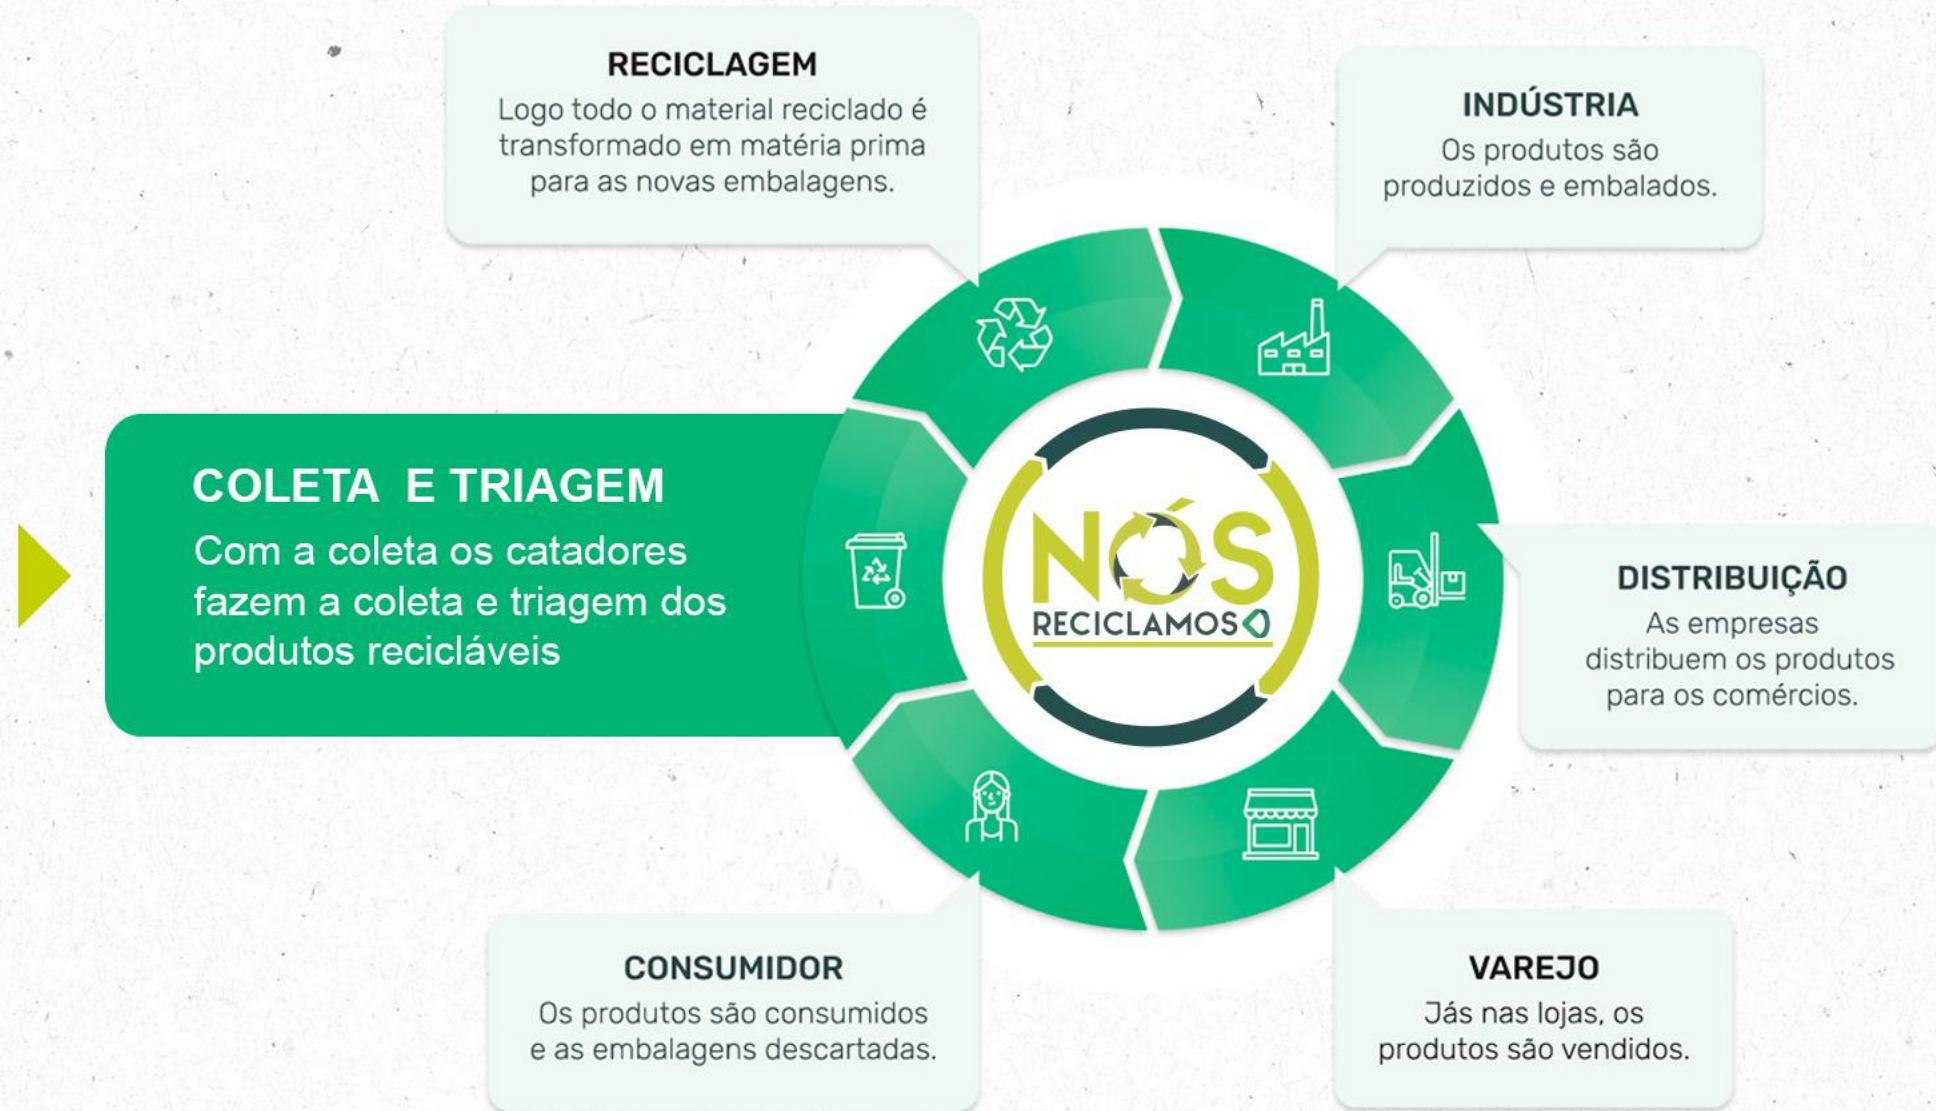 RECICLAGEM
Logo todo o material reciclado é
transformado em matéria prima
para as novas embalagens.
INDÚSTRIA
Os produtos são
produzidos e embalados.
COLETA  E TRIAGEM
Com a coleta os catadores
fazem a coleta e triagem dos
produtos recicláveis
NÓS
RECICLAMOS
DISTRIBUIÇÃO
As empresas
distribuem os produtos
para os comércios.
CONSUMIDOR
Os produtos são consumidos
e as embalagens descartadas.
VAREJO
Jás nas lojas, os
produtos são vendidos.